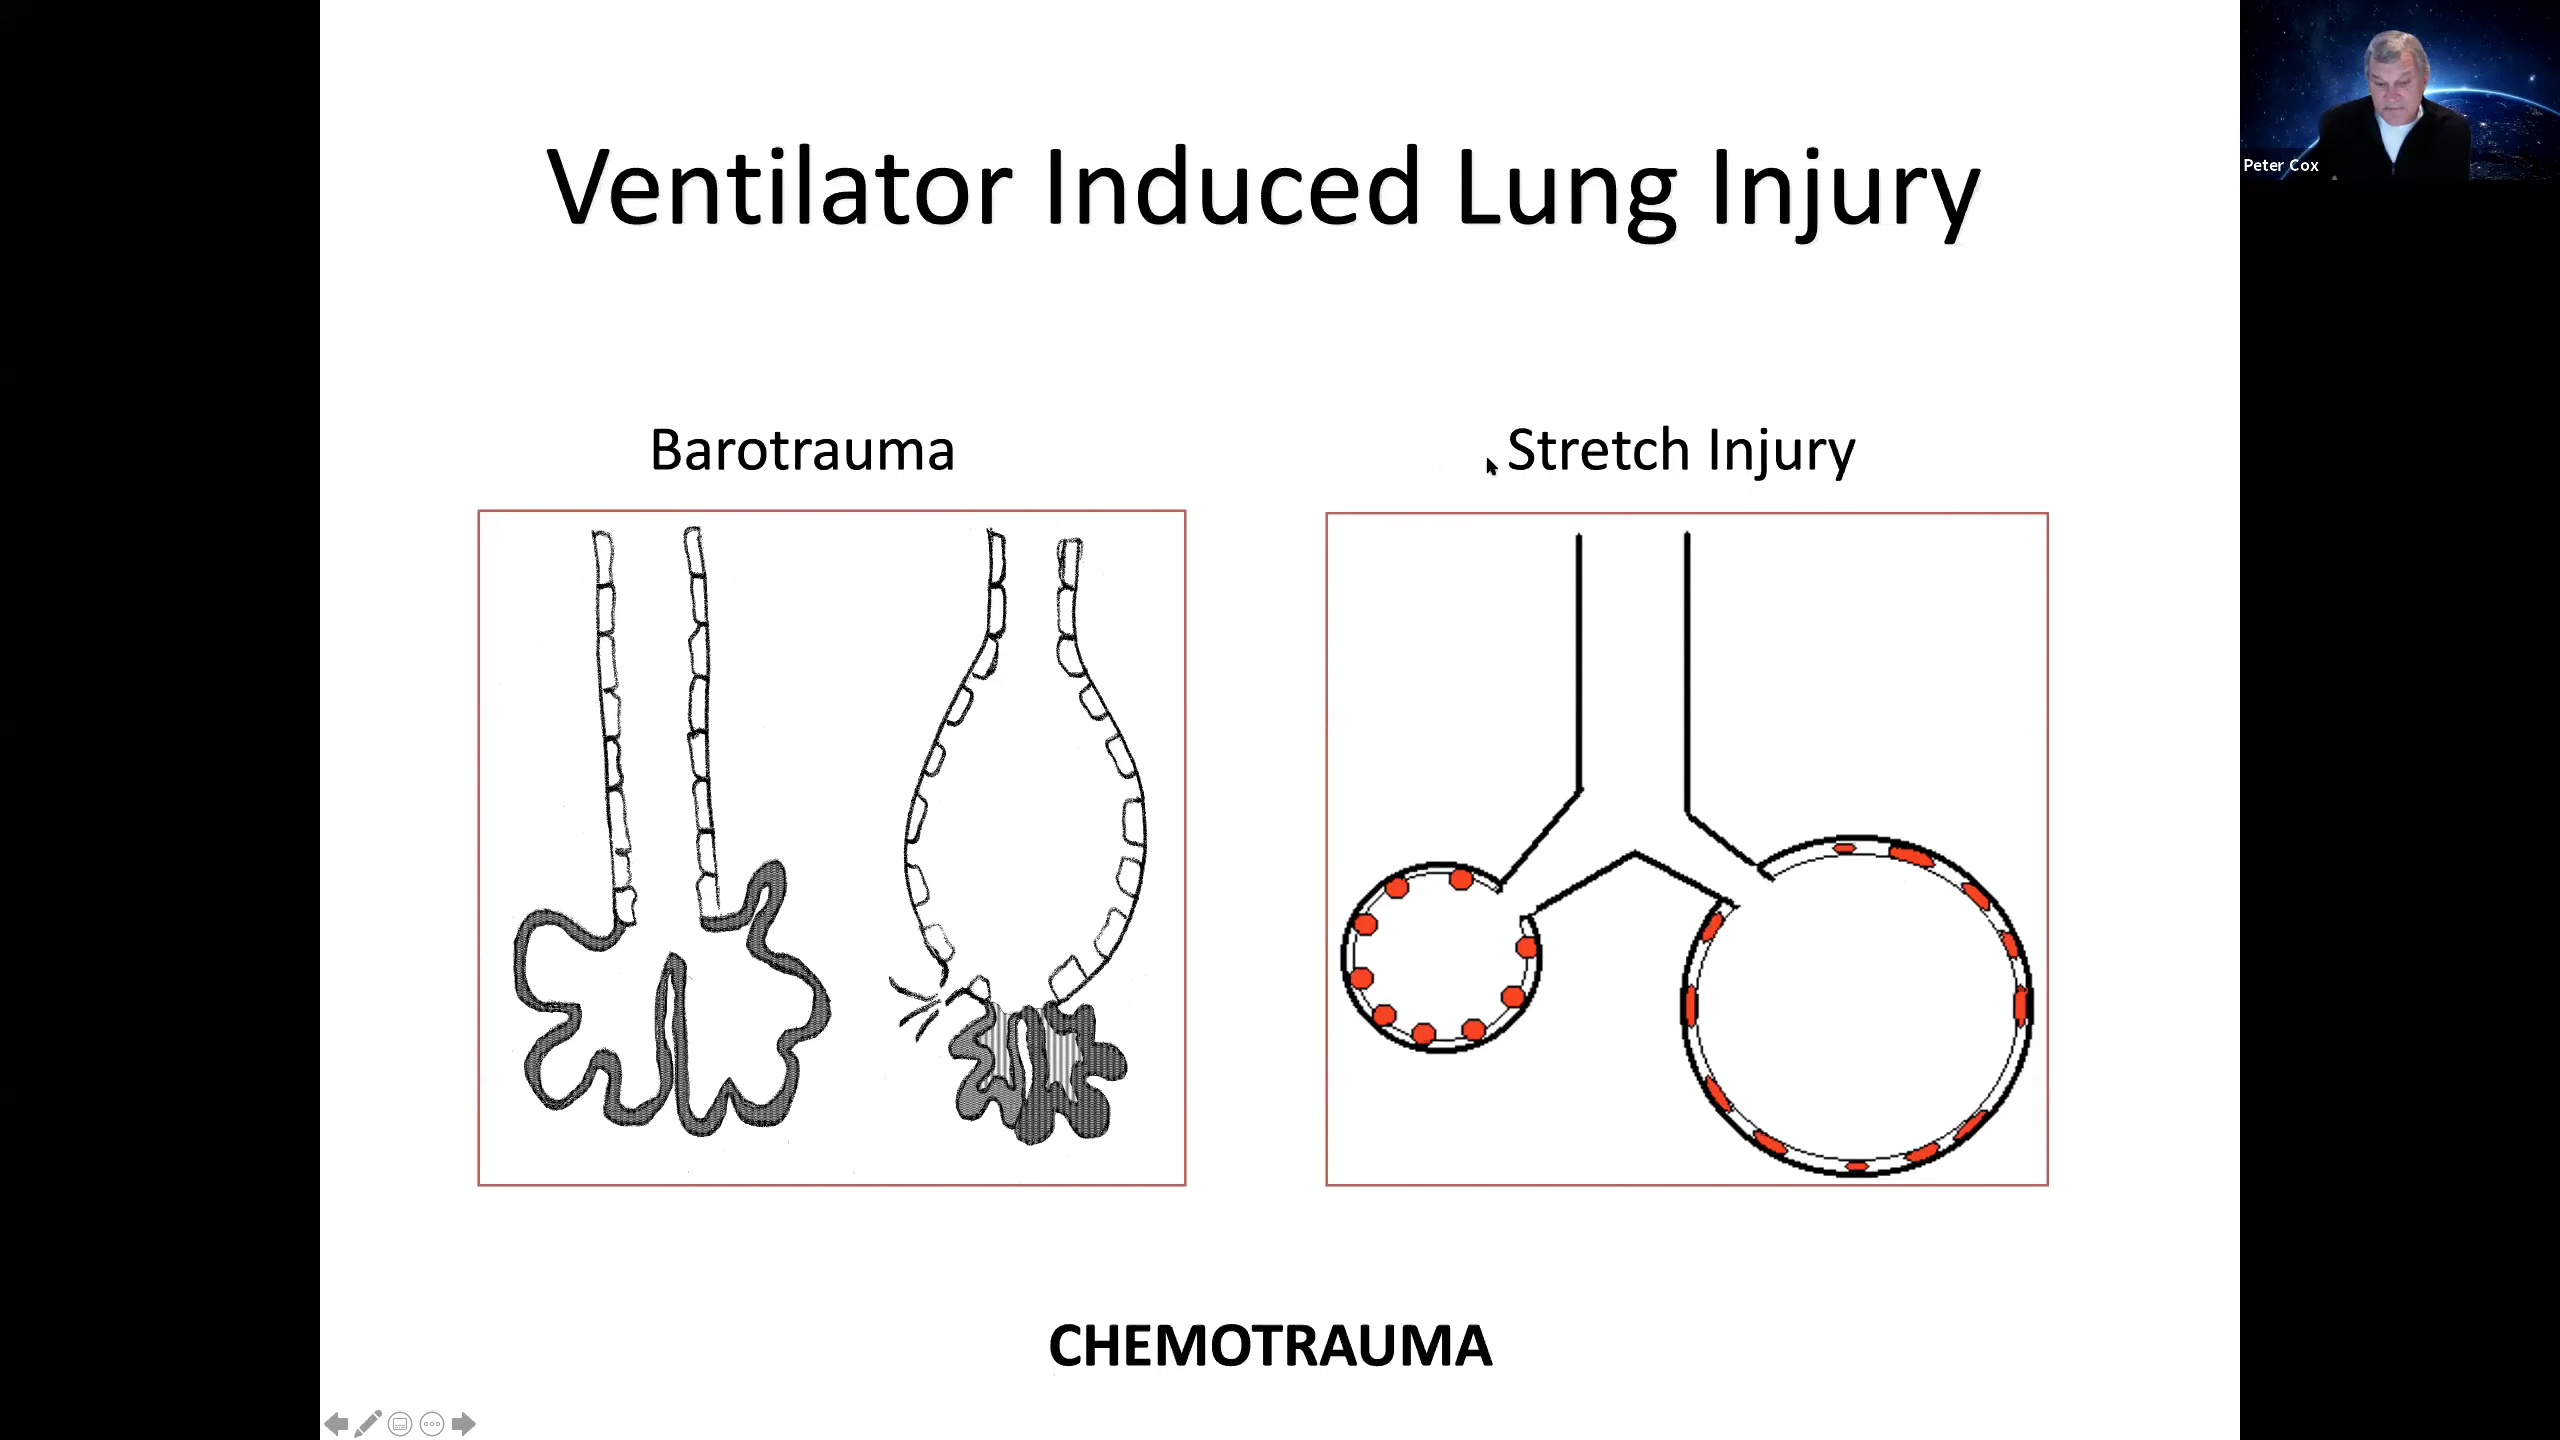 Ventilator Induced Lung Injury
Peter Cox
Barotrauma
Stretch Injury
CHEMOTRAUMA